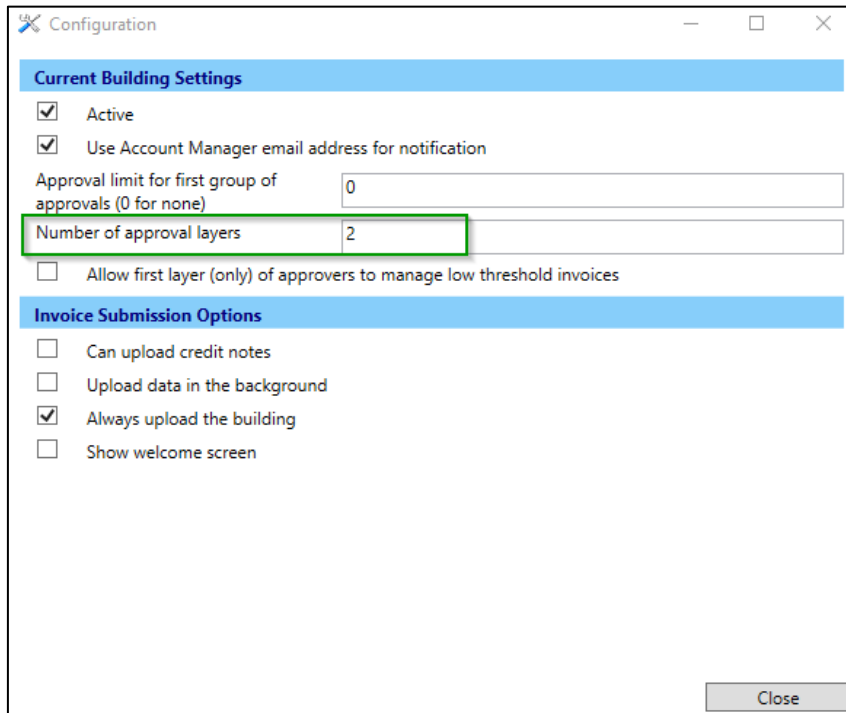 Configuration
Current Building Settings
Active
Use Account Manager email address for notification
Approval limit for first group of
approvals (0 for none)
0
Number of approval layers
2
Allow first layer (only) of approvers to manage low threshold invoices
Invoice Submission Options
Can upload credit notes
Upload data in the background
Always upload the building
Show welcome screen
Close